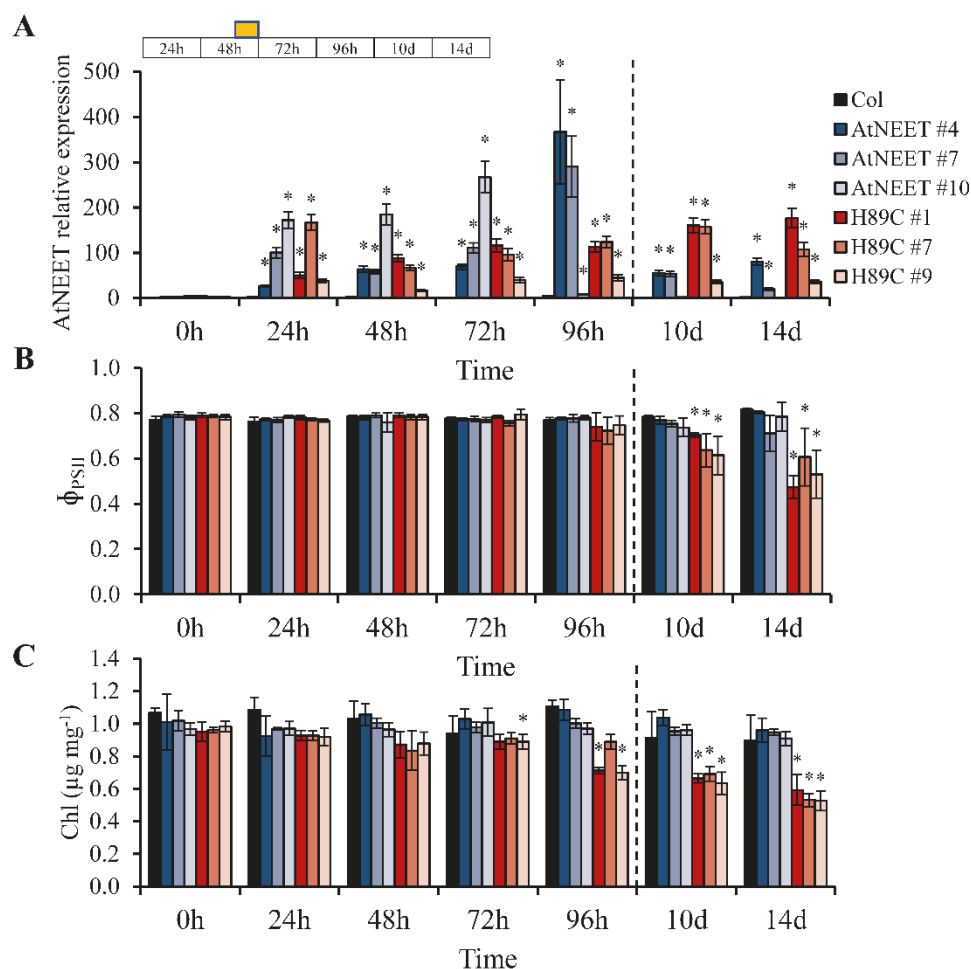 A
24h 48h 72h 96h 10d 14d
AtNEET relative expression
500
400
300
200
100
0
* * * * * *
* * * * * *
* * * * * *
* * * * * *
* * * * *
* * * * *
0h 24h 48h 72h 96h 10d 14d
Time
Col
AtNEET #4
AtNEET #7
AtNEET #10
H89C #1
H89C #7
H89C #9
B
ϕPSII
1.0
0.8
0.6
0.4
0.2
0.0
* * *
* * *
0h 24h 48h 72h 96h 10d 14d
Time
C
Chl (µg mg⁻¹)
1.4
1.2
1.0
0.8
0.6
0.4
0.2
0.0
*
* *
* * *
* * *
0h 24h 48h 72h 96h 10d 14d
Time